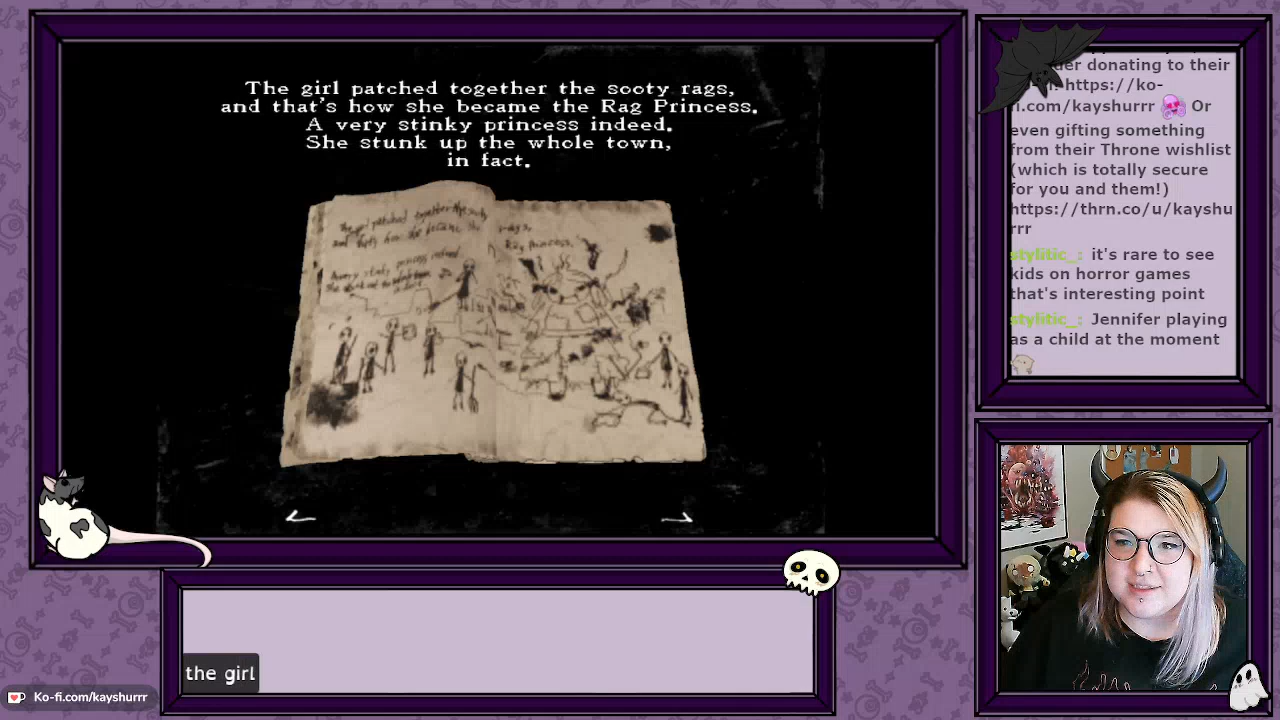 The girl patched together the sooty rags,
and that's how she became the Rag Princess.
A very stinky princess indeed.
She stunk up the whole town,
in fact.
Rag Princess,
donating to their
https://ko-
fi.com/kayshurrr Or
even gifting something
from their Throne wishlist
(which is totally secure
for you and them!)
https://thrn.co/u/kayshu
rrr
stylitic_: it's rare to see
kids on horror games
that's interesting point
stylitic_: Jennifer playing
as a child at the moment
the girl
Ko-fi.com/kayshurrr